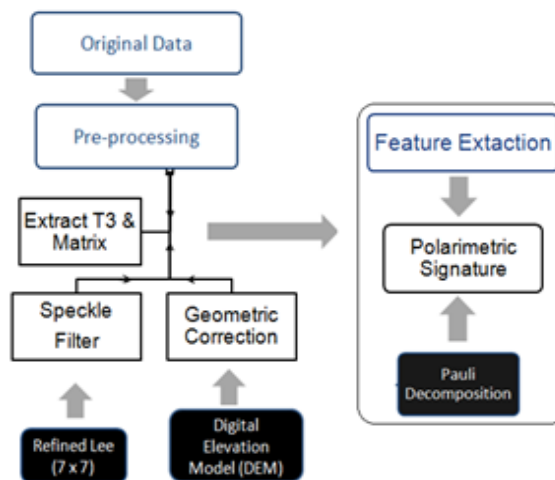 Original Data
Pre-processing
Extract T3 &
Matrix
Speckle
Filter
Geometric
Correction
Refined Lee
(7 x 7)
Digital
Elevation
Model (DEM)
Feature Extaction
Polarimetric
Signature
Pauli
Decomposition